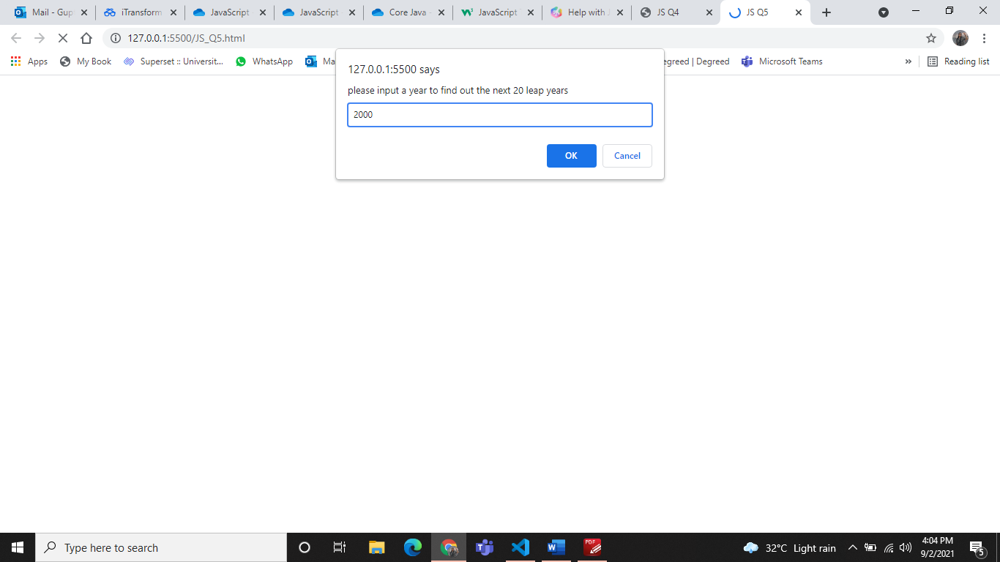 Mail - Gup
iTransform
JavaScript
JavaScript
Core Java -
JavaScript
Help with J
JS Q4
JS Q5
127.0.0.1:5500/JS_Q5.html
Apps
My Book
Superset :: Universit...
WhatsApp
Ma
egreed | Degreed
Microsoft Teams
»
Reading list
127.0.0.1:5500 says
please input a year to find out the next 20 leap years
2000
OK
Cancel
Type here to search
PDF
32°C Light rain
4:04 PM
9/2/2021
5